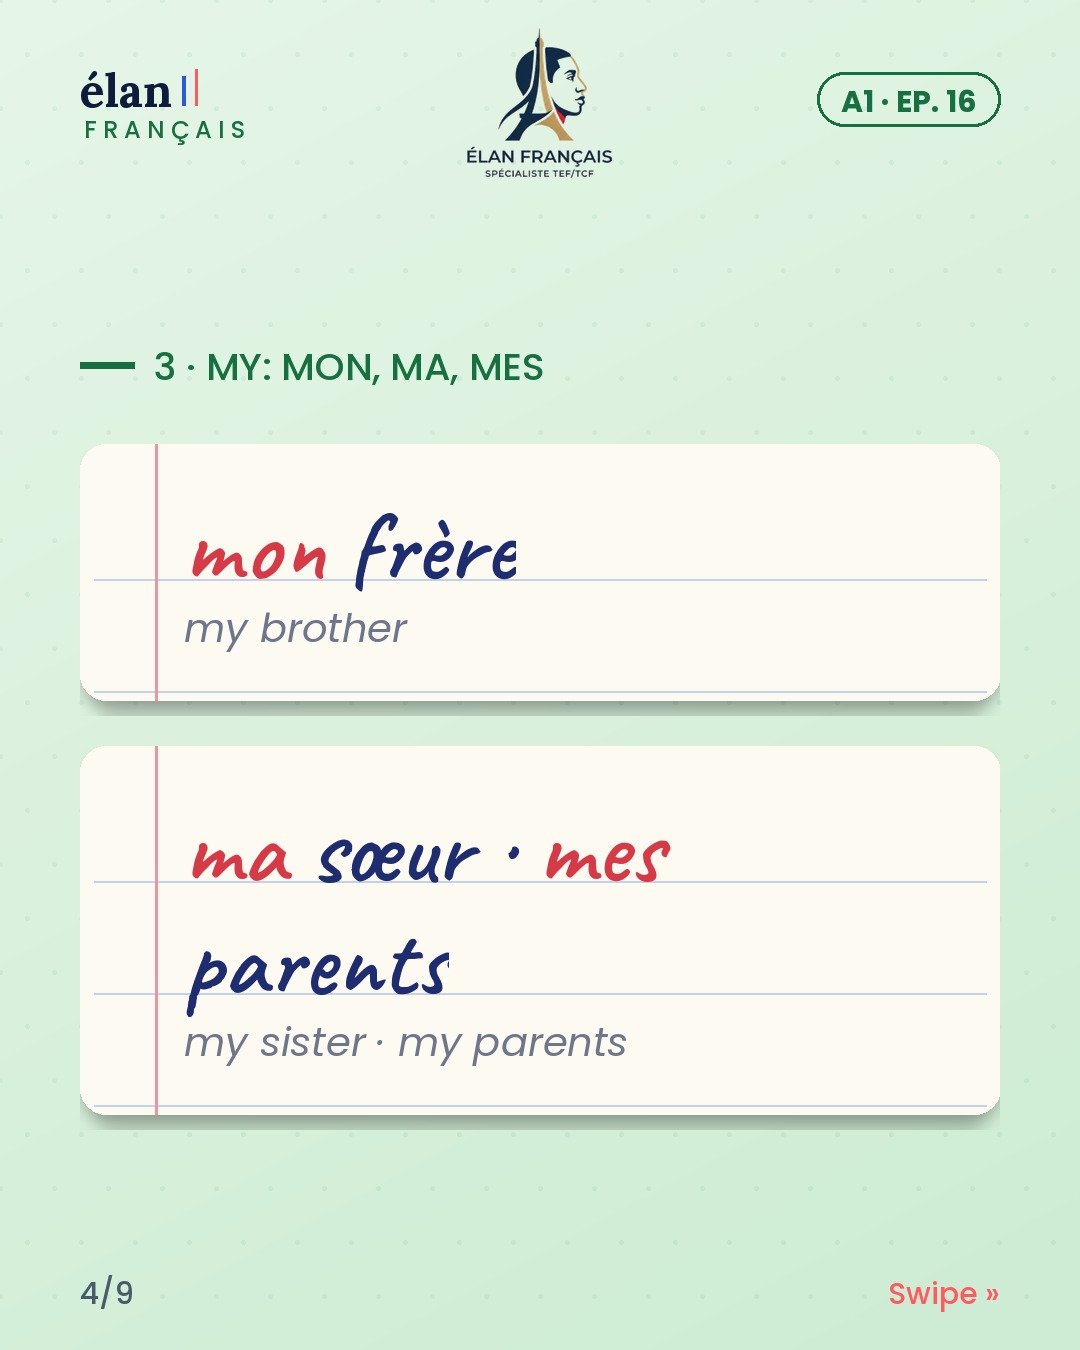 élan
FRANÇAIS
ÉLAN FRANÇAIS
SPÉCIALISTE TEF/TCF
A1 · EP. 16
3 · MY: MON, MA, MES
mon frère
my brother
ma sœur · mes
parents
my sister · my parents
4/9
Swipe »